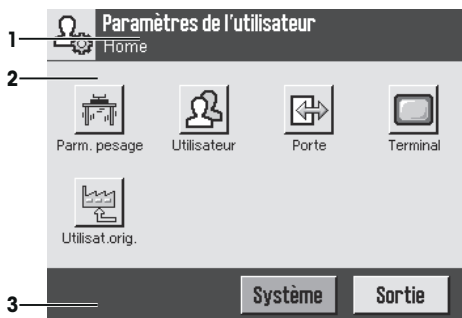 Paramètres de l'utilisateur
1
Home
2
Parm. pesage Utilisateur Porte Terminal
Utilisat.orig.
3
Système Sortie